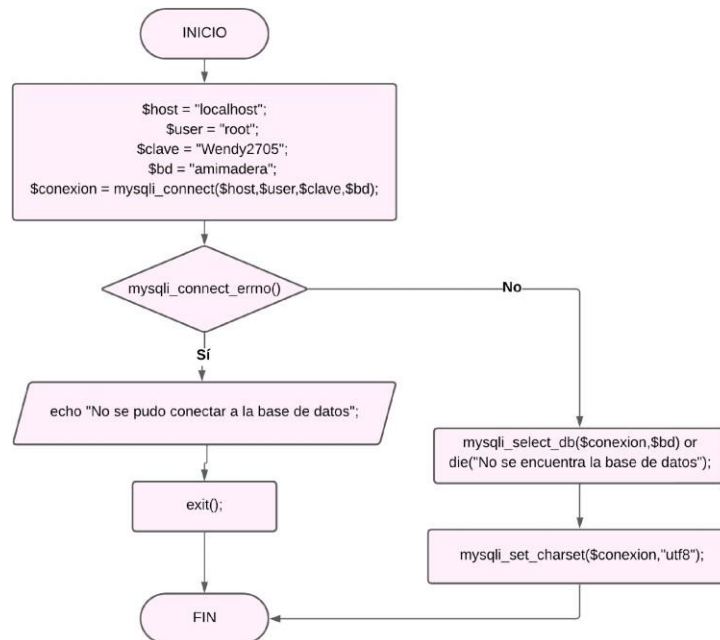 INICIO
$host = "localhost";
$user = "root";
$clave = "Wendy2705";
$bd = "amimadera";
$conexion = mysqli_connect($host,$user,$clave,$bd);
mysqli_connect_errno()
No
Sí
echo "No se pudo conectar a la base de datos";
mysqli_select_db($conexion,$bd) or
die("No se encuentra la base de datos");
exit();
mysqli_set_charset($conexion,"utf8");
FIN